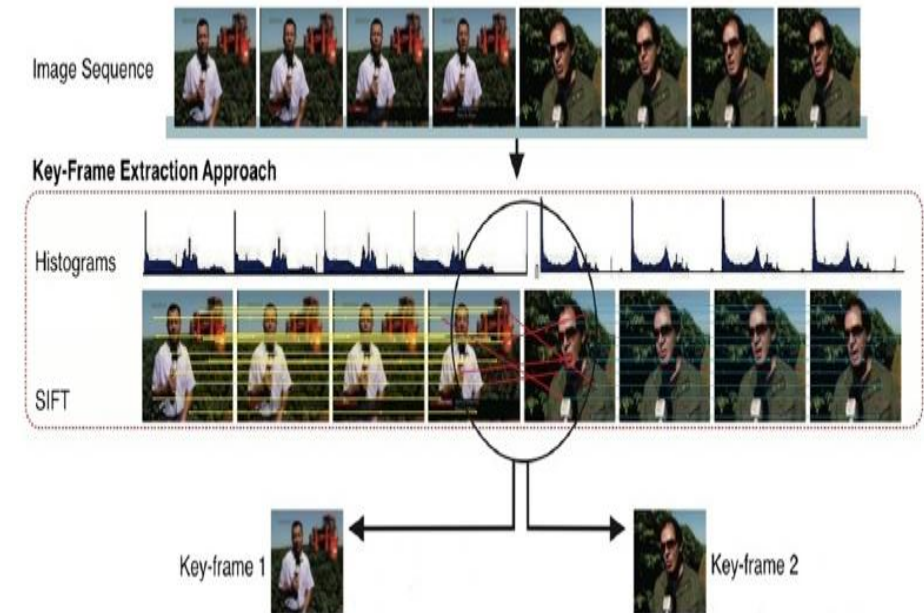 Image Sequence
Key-Frame Extraction Approach
Histograms
SIFT
Key-frame 1
Key-frame 2